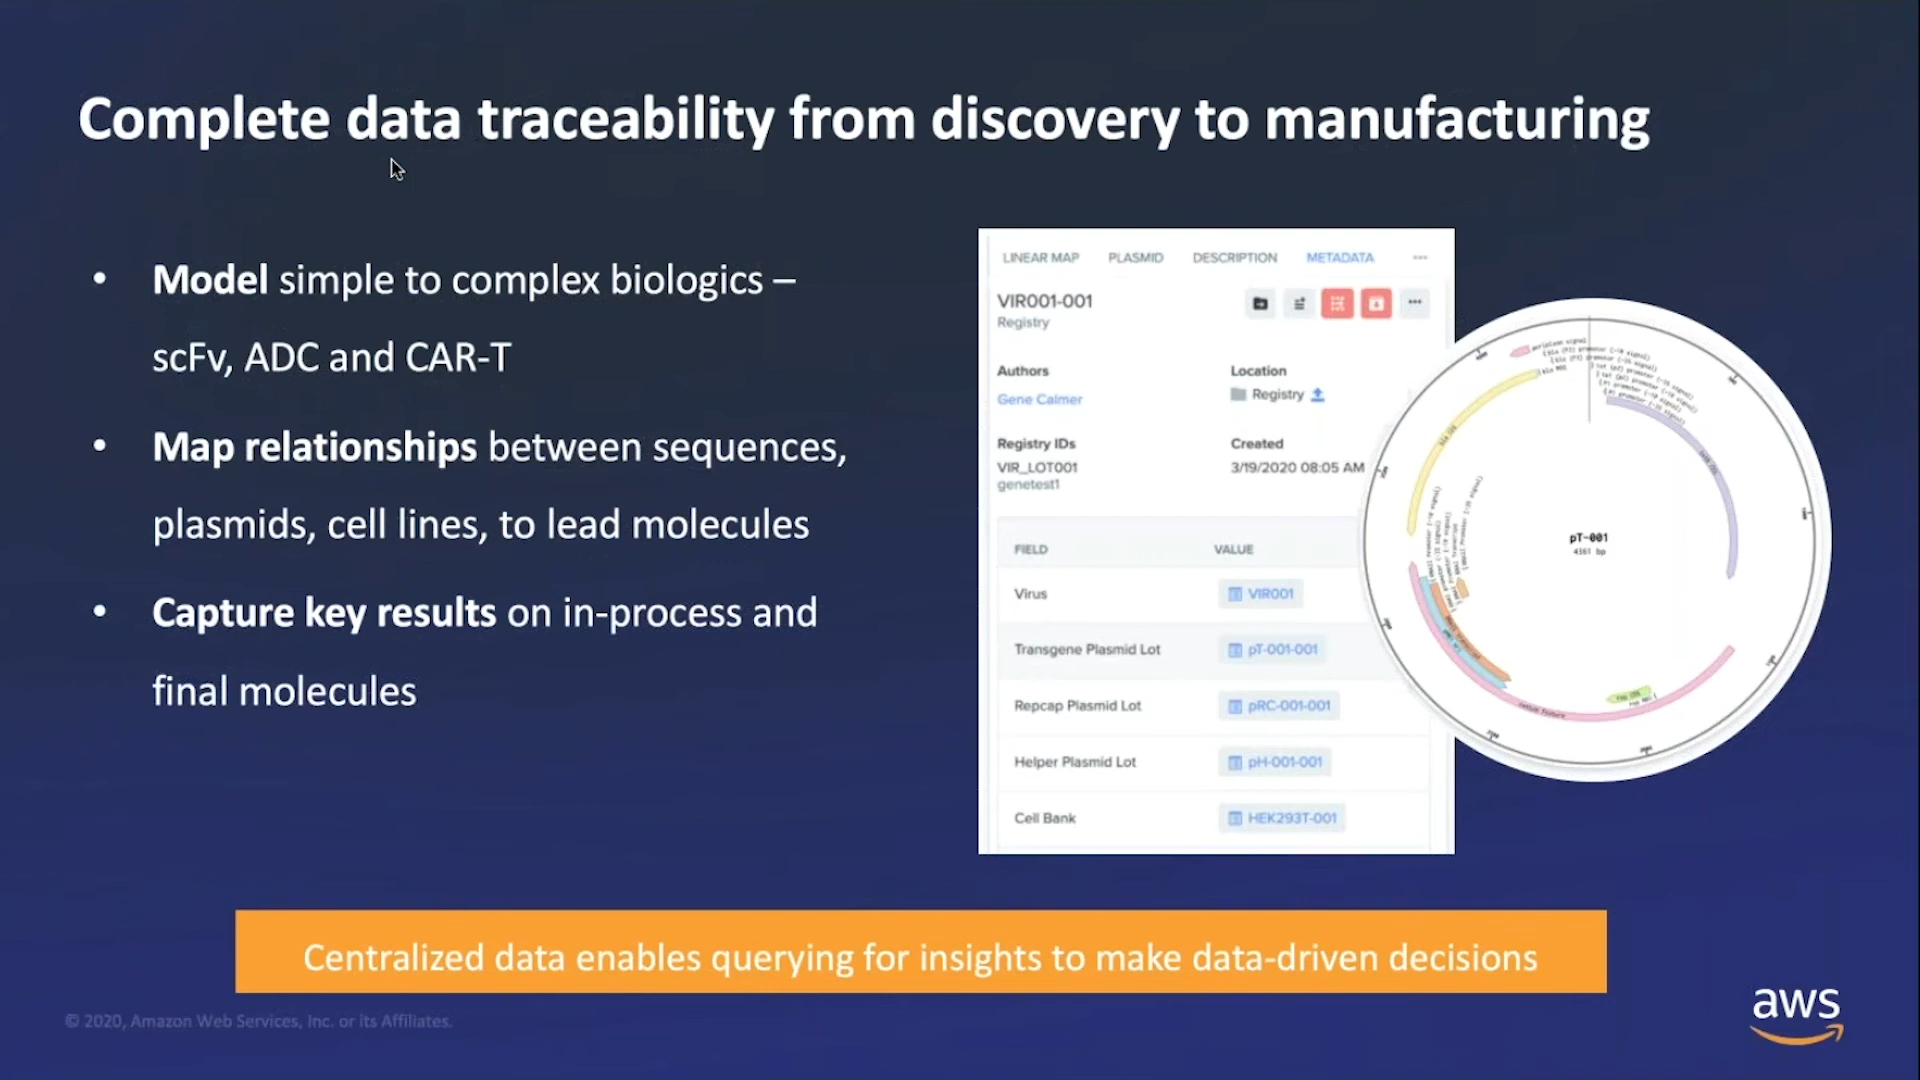 Complete data traceability from discovery to manufacturing
• Model simple to complex biologics –
scFv, ADC and CAR-T
• Map relationships between sequences,
plasmids, cell lines, to lead molecules
• Capture key results on in-process and
final molecules
LINEAR MAP PLASMID DESCRIPTION METADATA ...
VIR001-001
Registry
Authors Location
Gene Calmer Registry
Registry IDs Created
VIR_LOT001 3/19/2020 08:05 AM
genetest1
FIELD VALUE
Virus VIR001
Transgene Plasmid Lot pT-001-001
Repcap Plasmid Lot pRC-001-001
Helper Plasmid Lot pH-001-001
Cell Bank HEK293T-001
pT-001
4361 bp
Centralized data enables querying for insights to make data-driven decisions
© 2020, Amazon Web Services, Inc. or its Affiliates.
aws